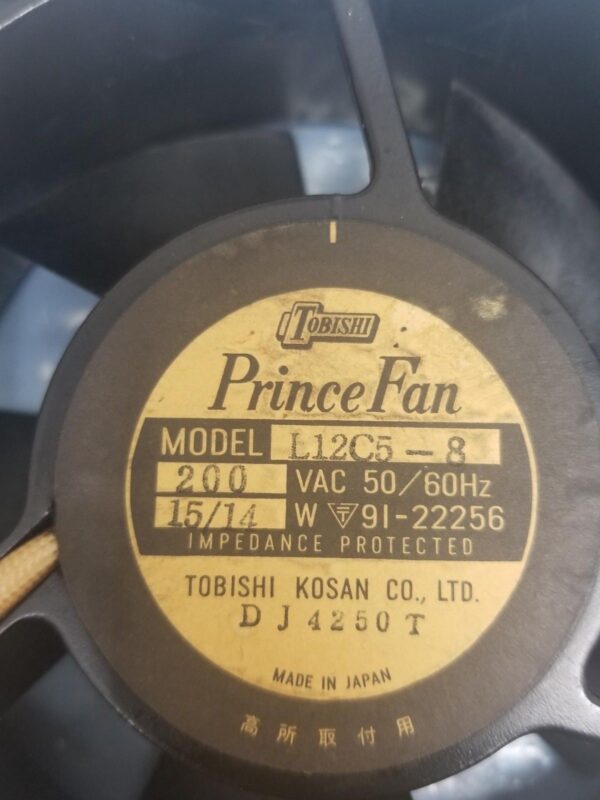 TOBISHI
Prince Fan
MODEL L12C5-8
200 VAC 50/60Hz
15/14 W 91-22256
IMPEDANCE PROTECTED
TOBISHI KOSAN CO., LTD.
DJ4250T
MADE IN JAPAN
高所取付用